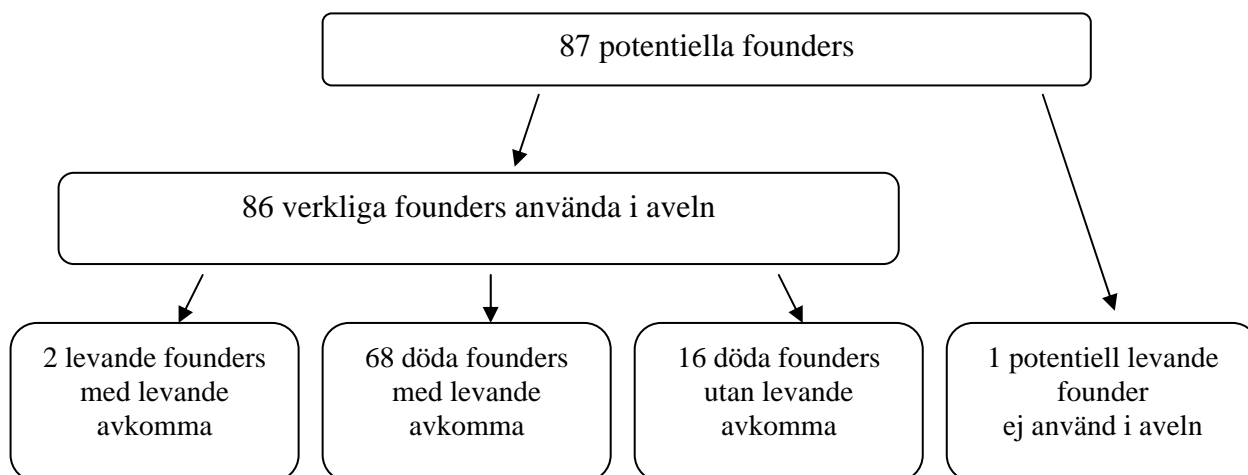 87 potentiella founders
86 verkliga founders använda i aveln
2 levande founders
med levande
avkomma
68 döda founders
med levande
avkomma
16 döda founders
utan levande
avkomma
1 potentiell levande
founder
ej använd i aveln